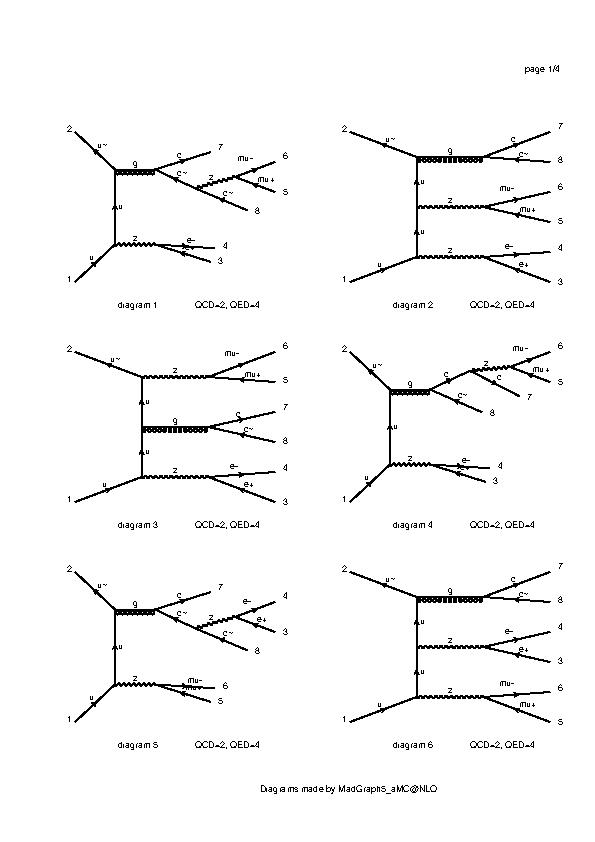 page 1/4
2
u~
g
c
7
c~
z
mu-
6
mu+
5
c~
8
u
z
e-
4
3
u
1
diagram 1 QCD=2, QED=4
2
u~
g
c
7
c~
8
u
z
mu-
6
mu+
5
u
z
e-
4
e+
3
u
1
diagram 2 QCD=2, QED=4
2
u~
z
mu-
6
mu+
5
u
g
c
7
c~
8
u
z
e-
4
e+
3
u
1
diagram 3 QCD=2, QED=4
2
u~
g
c
z
mu-
6
mu+
5
c
7
c~
8
u
z
e-
4
3
u
1
diagram 4 QCD=2, QED=4
2
u~
g
c
7
c~
z
e-
4
e+
3
c~
8
u
z
mu-
6
5
u
1
diagram 5 QCD=2, QED=4
2
u~
g
c
7
c~
8
u
z
e-
4
e+
3
u
z
mu-
6
mu+
5
u
1
diagram 6 QCD=2, QED=4
Diagrams made by MadGraph5_aMC@NLO